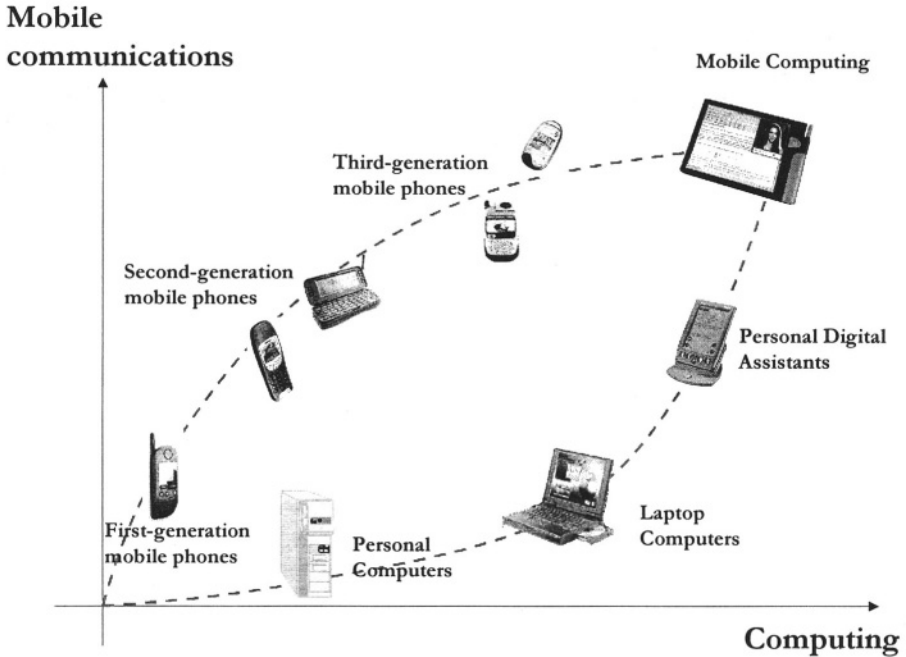 Mobile
communications
Mobile Computing
Third-generation
mobile phones
Second-generation
mobile phones
Personal Digital
Assistants
Laptop
Computers
First-generation
mobile phones
Personal
Computers
Computing